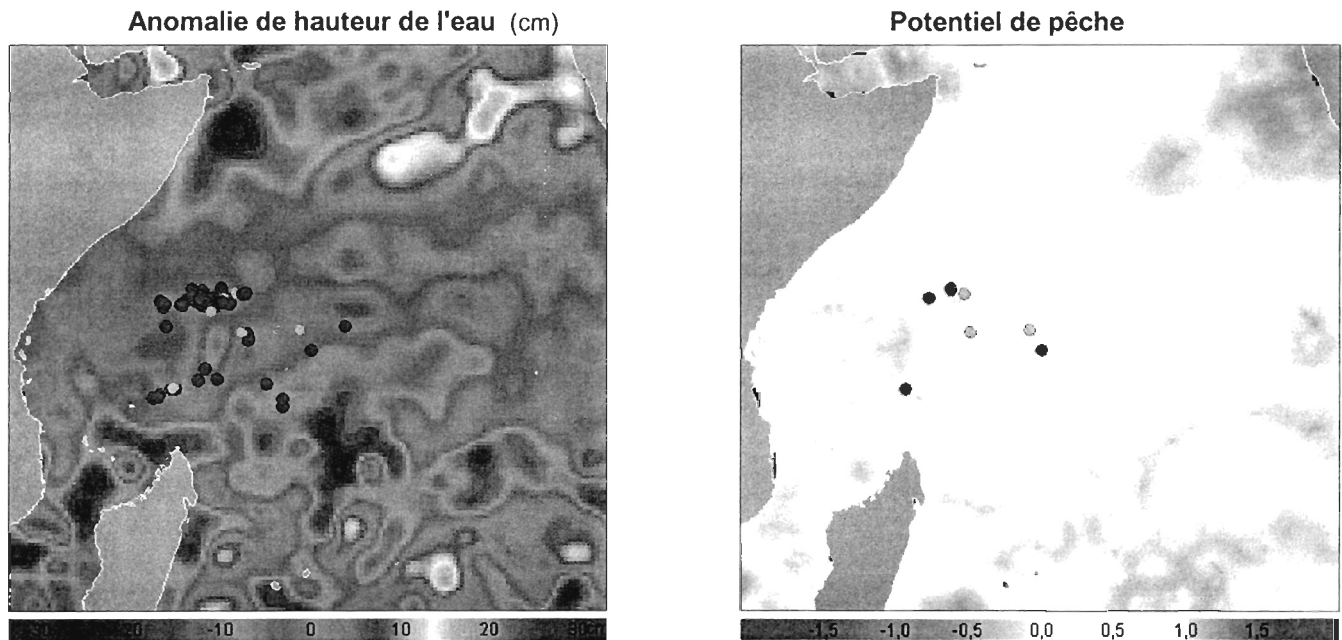 Anomalie de hauteur de l'eau (cm)
Potentiel de pêche
-10 0 10 20
-1,5 -1,0 -0,5 0,0 0,5 1,0 1,5